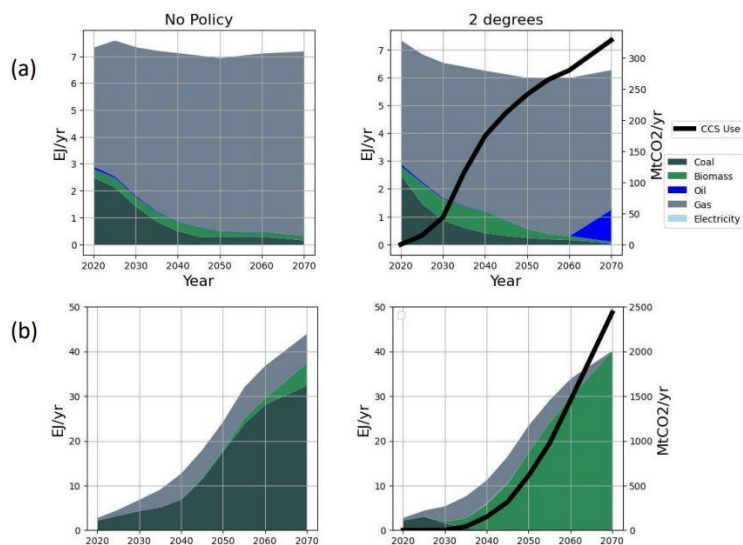 No Policy
2 degrees
(a)
7
6
5
4
3
2
1
0
EJ/yr
2020 2030 2040 2050 2060 2070
Year
7
6
5
4
3
2
1
0
EJ/yr
2020 2030 2040 2050 2060 2070
Year
300
250
200
150
100
50
0
MtCO2/yr
CCS Use
Coal
Biomass
Oil
Gas
Electricity
(b)
50
40
30
20
10
0
EJ/yr
2020 2030 2040 2050 2060 2070
50
40
30
20
10
0
EJ/yr
2020 2030 2040 2050 2060 2070
2500
2000
1500
1000
500
0
MtCO2/yr